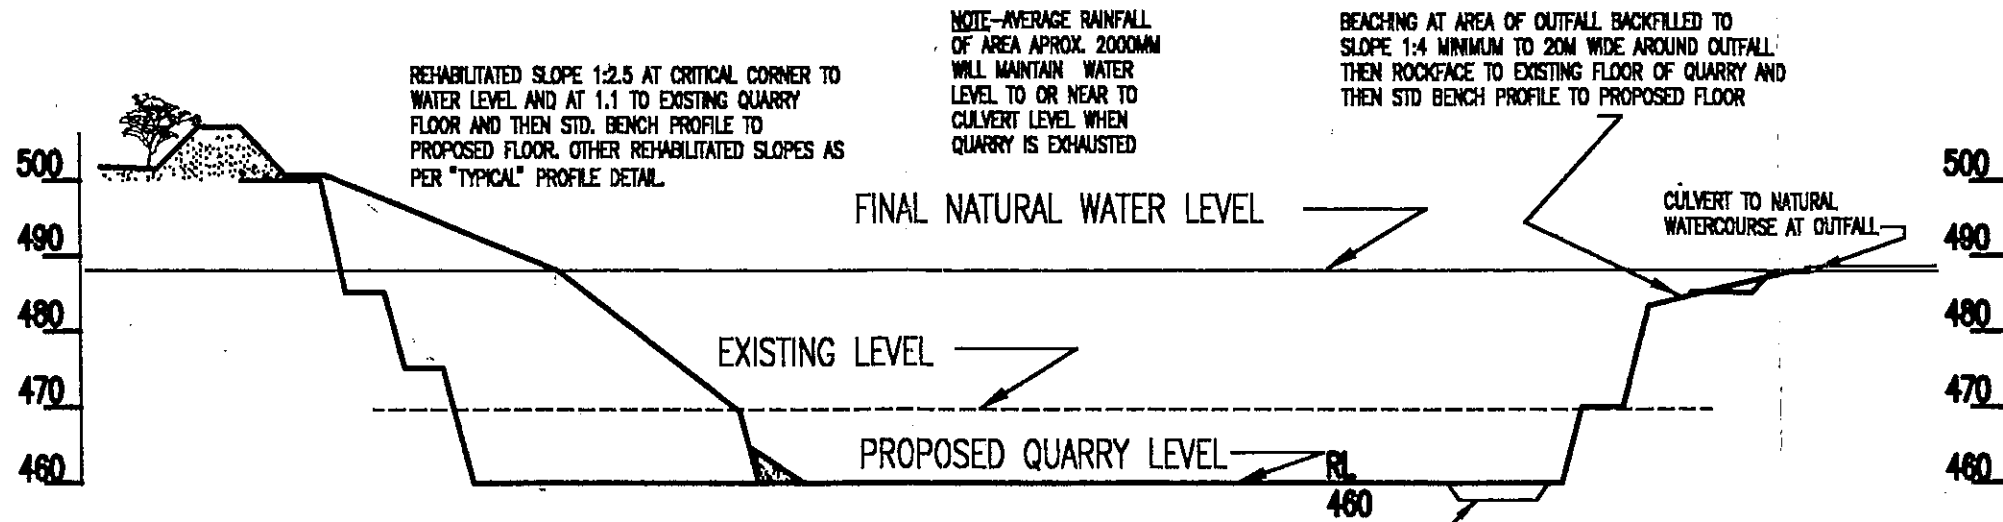 NOTE-AVERAGE RAINFALL
OF AREA APROX. 2000MM
WILL MAINTAIN WATER
LEVEL TO OR NEAR TO
CULVERT LEVEL WHEN
QUARRY IS EXHAUSTED
BEACHING AT AREA OF OUTFALL BACKFILLED TO
SLOPE 1:4 MINIMUM TO 20M WIDE AROUND OUTFALL
THEN ROCKFACE TO EXISTING FLOOR OF QUARRY AND
THEN STD BENCH PROFILE TO PROPOSED FLOOR
REHABILITATED SLOPE 1:2.5 AT CRITICAL CORNER TO
WATER LEVEL AND AT 1.1 TO EXISTING QUARRY
FLOOR AND THEN STD. BENCH PROFILE TO
PROPOSED FLOOR. OTHER REHABILITATED SLOPES AS
PER "TYPICAL" PROFILE DETAIL.
500
490
480
470
460
FINAL NATURAL WATER LEVEL
CULVERT TO NATURAL
WATERCOURSE AT OUTFALL
EXISTING LEVEL
PROPOSED QUARRY LEVEL
RL
460
500
490
480
470
460